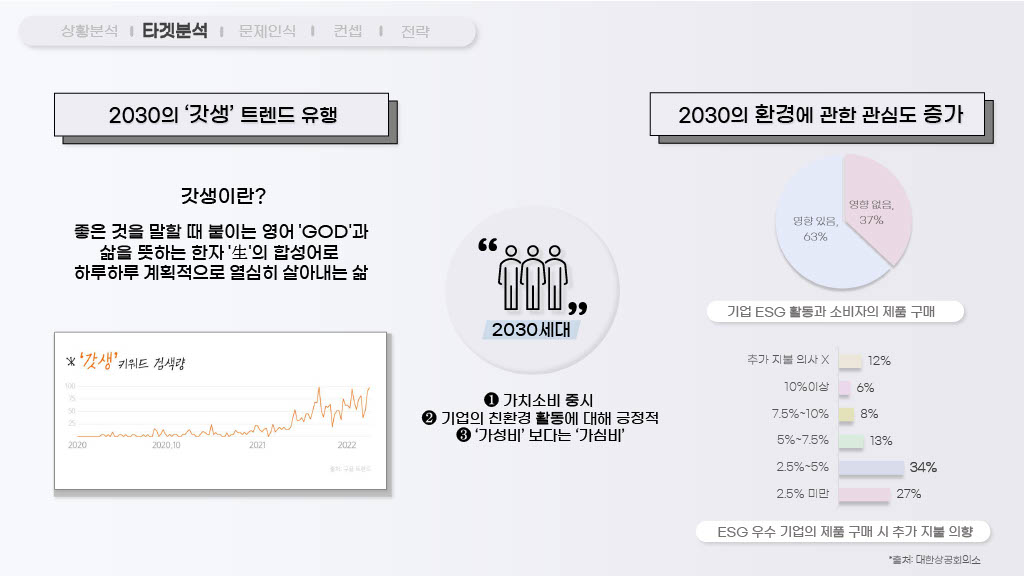 상황분석 | 타겟분석 | 문제인식 | 컨셉 | 전략
2030의 ‘갓생’ 트렌드 유행
갓생이란?
좋은 것을 말할 때 붙이는 영어 'GOD'과
삶을 뜻하는 한자 '生'의 합성어로
하루하루 계획적으로 열심히 살아내는 삶
※ ‘갓생’ 키워드 검색량
100
75
50
25
2020 2020.10 2021 2022
출처: 구글 트렌드
“ ”
2030세대
❶ 가치소비 중시
❷ 기업의 친환경 활동에 대해 긍정적
❸ ‘가성비’ 보다는 ‘가심비’
2030의 환경에 관한 관심도 증가
영향 없음,
37%
영향 있음,
63%
기업 ESG 활동과 소비자의 제품 구매
추가 지불 의사 X 12%
10%이상 6%
7.5%~10% 8%
5%~7.5% 13%
2.5%~5% 34%
2.5% 미만 27%
ESG 우수 기업의 제품 구매 시 추가 지불 의향
*출처: 대한상공회의소